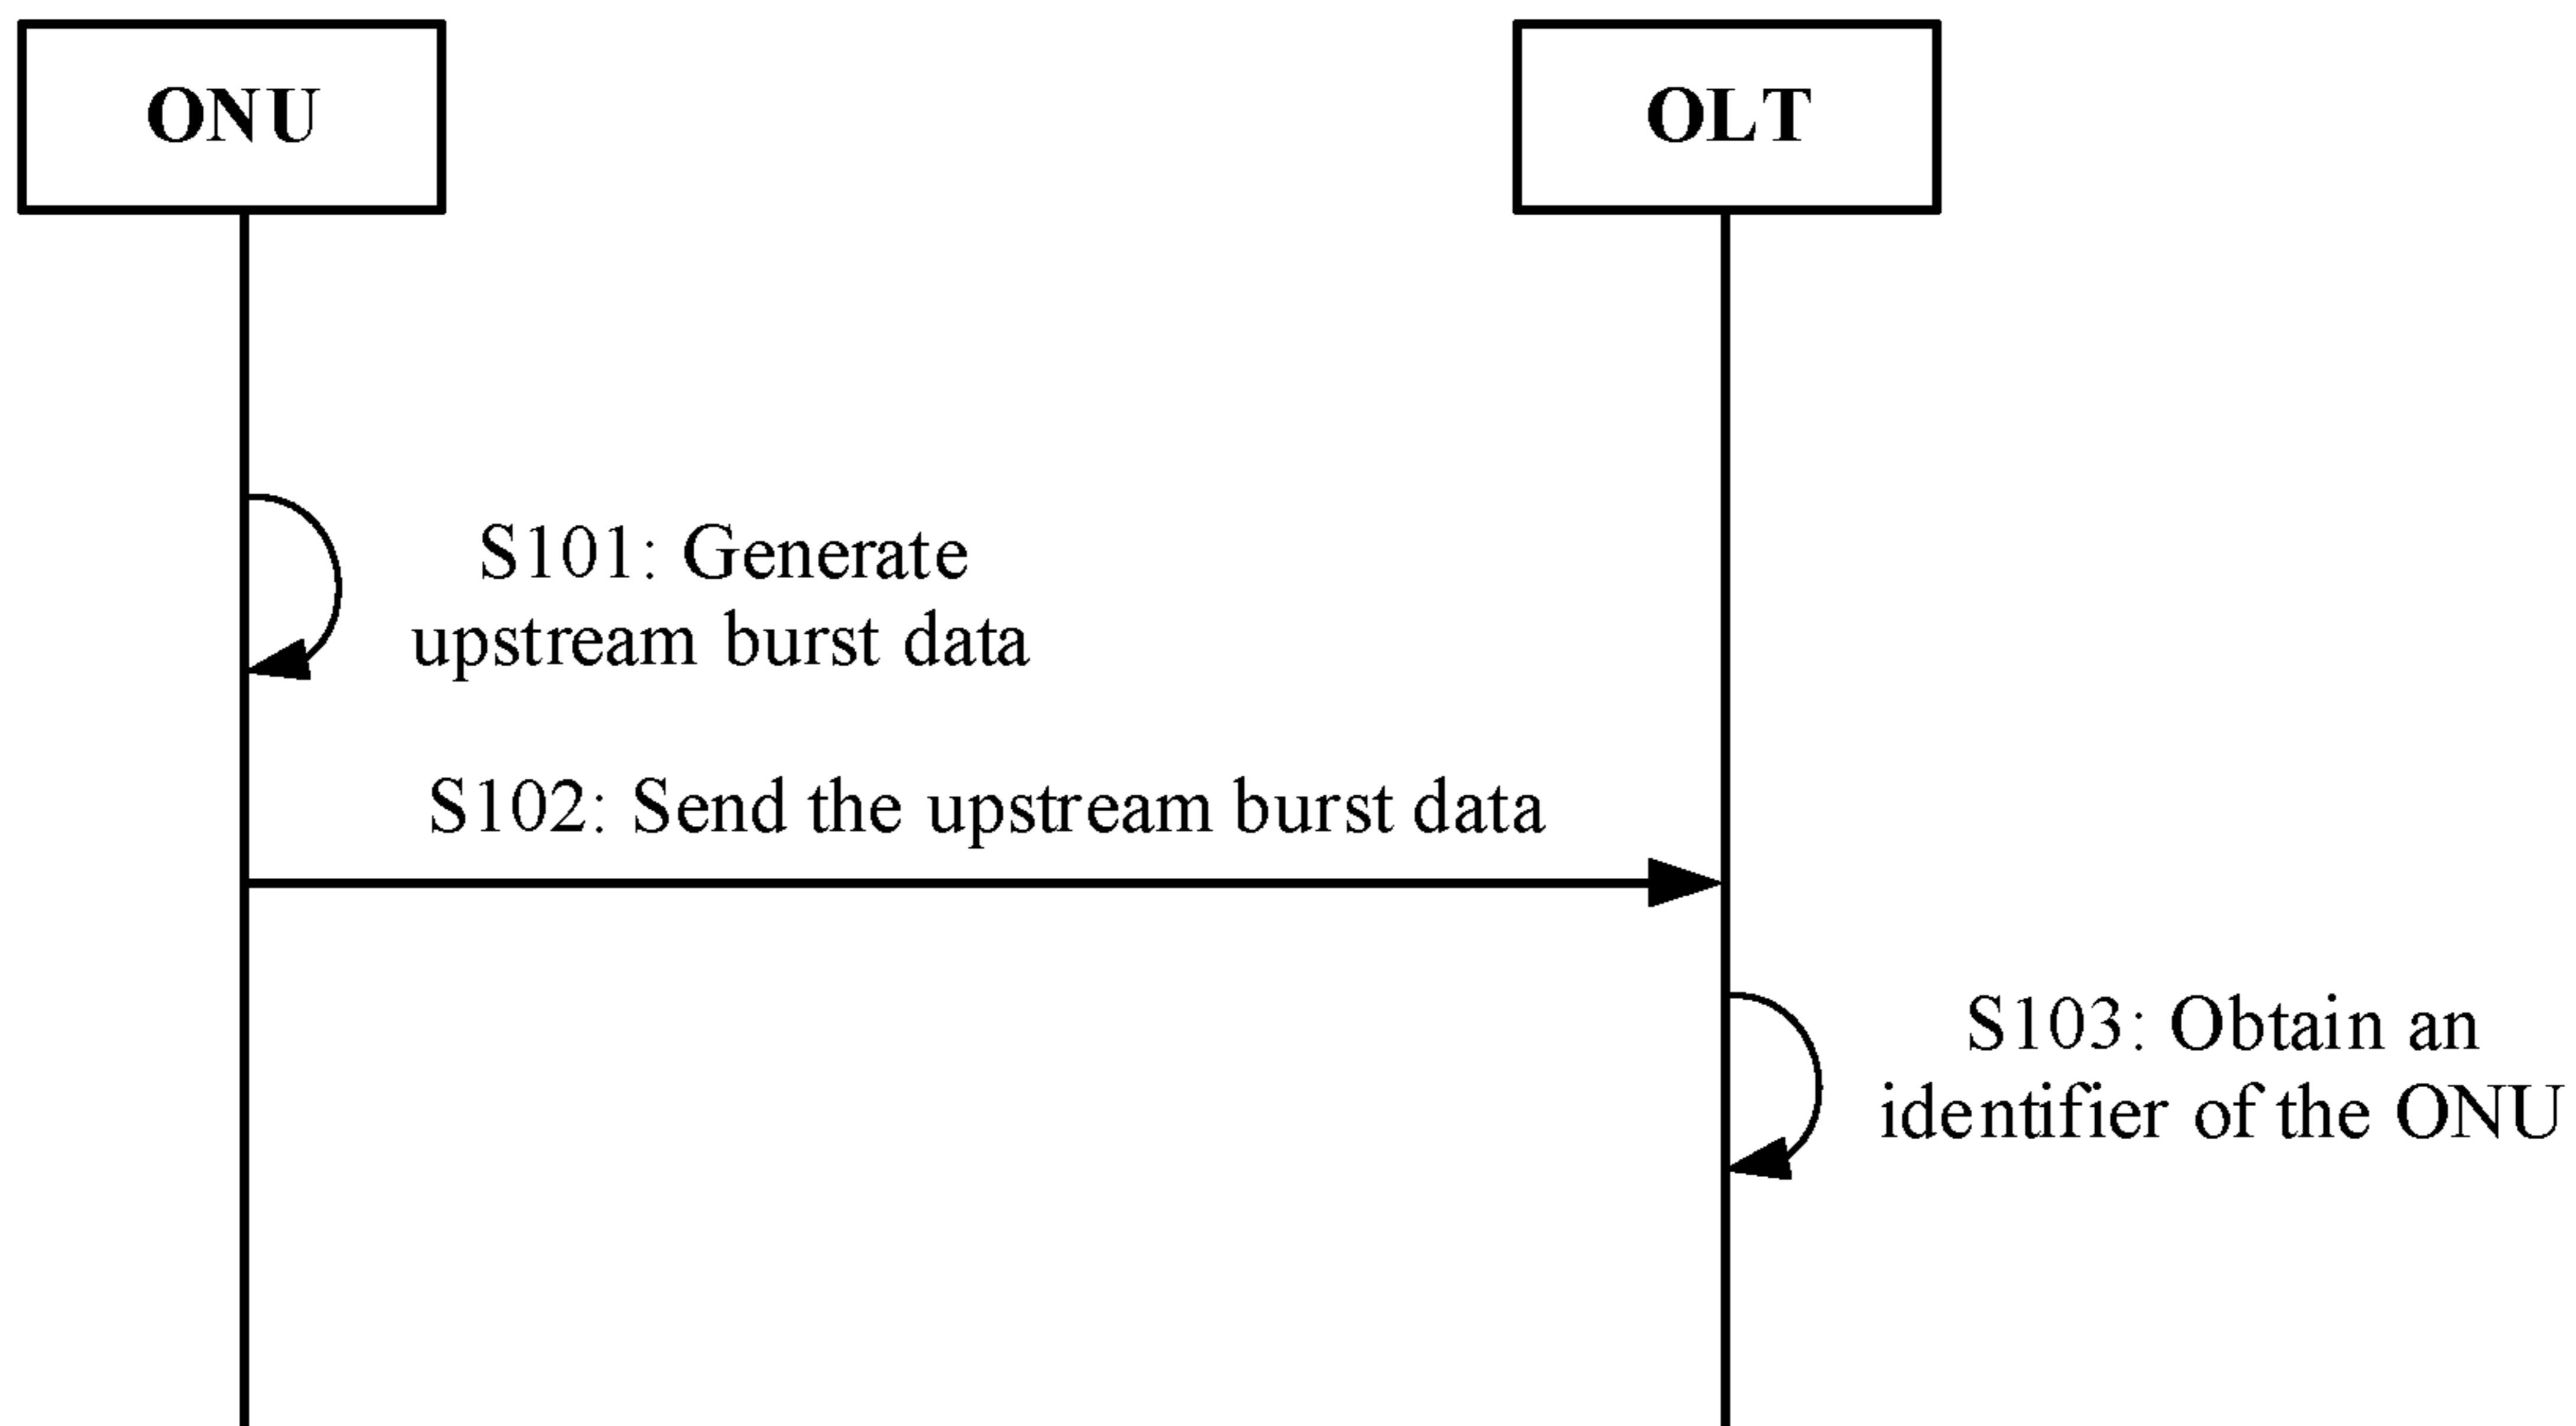 ONU
OLT
S101: Generate
upstream burst data
S102: Send the upstream burst data
S103: Obtain an
identifier of the ONU